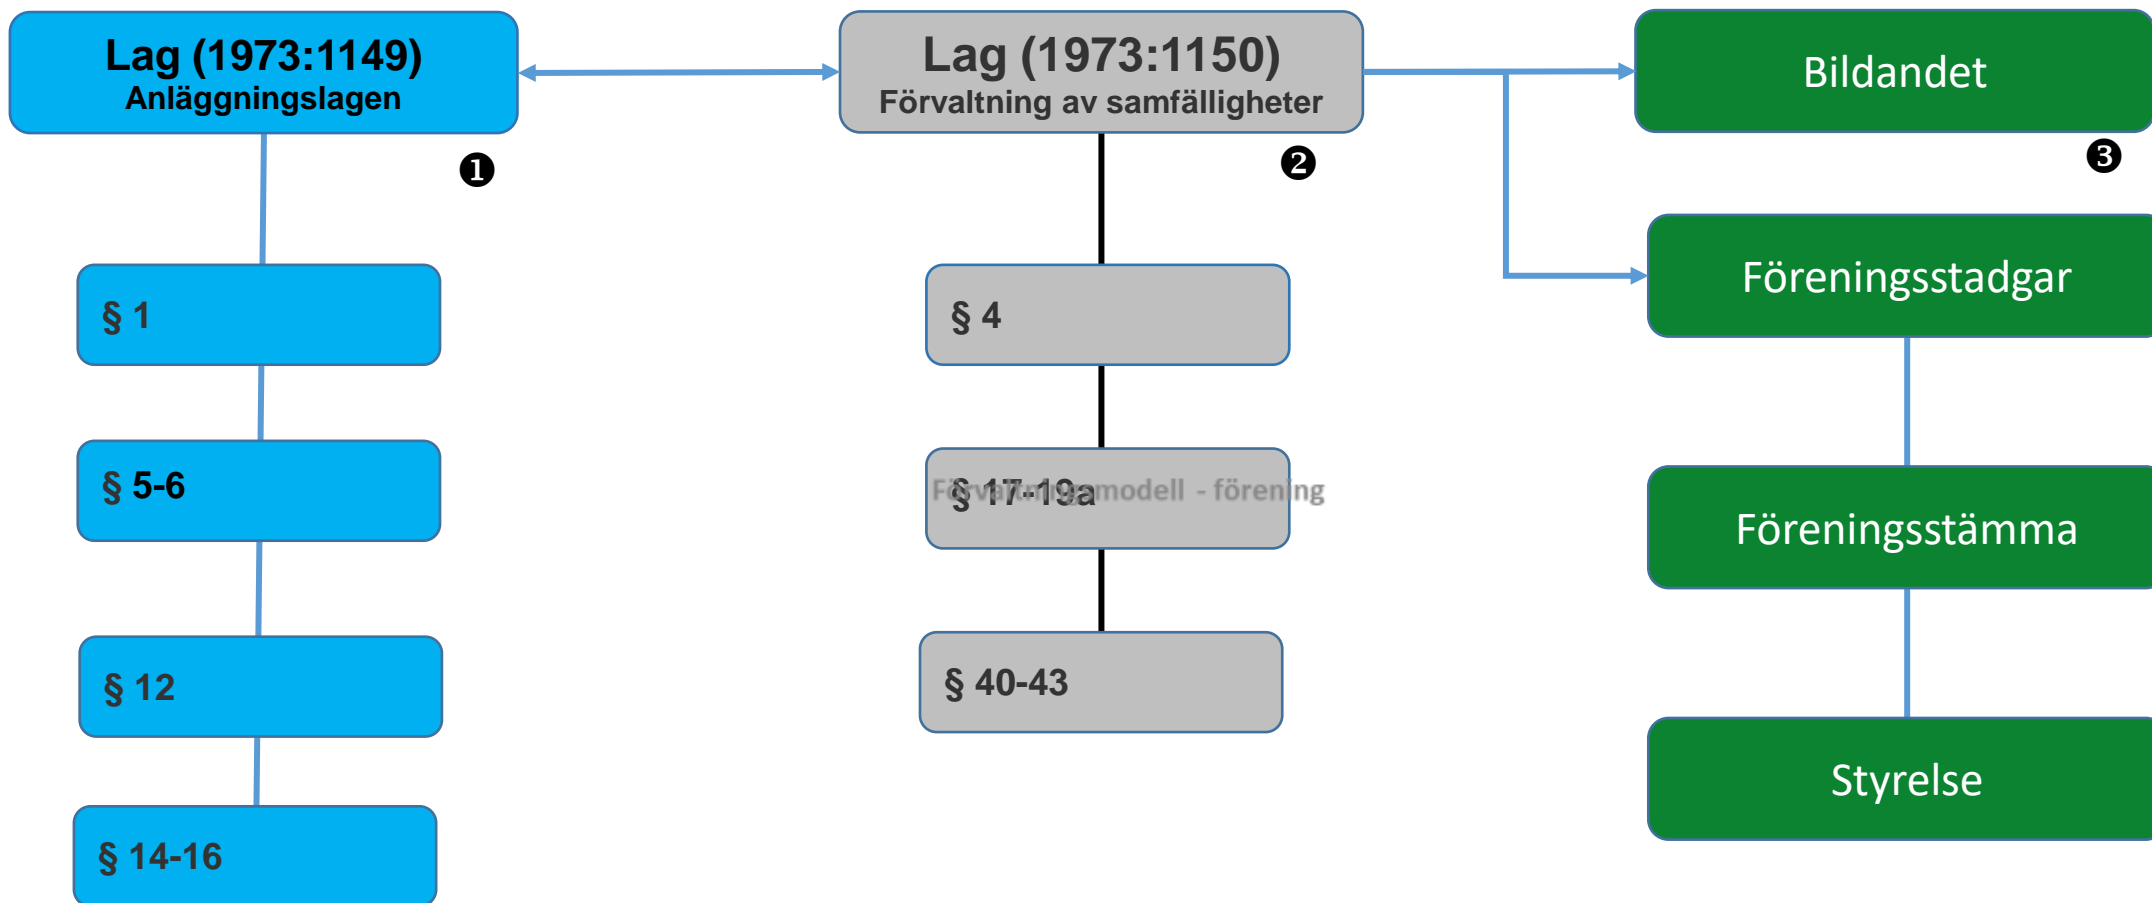 Lag (1973:1149)
Anläggningslagen
❶
§ 1
§ 5-6
§ 12
§ 14-16
Lag (1973:1150)
Förvaltning av samfälligheter
❷
§ 4
§ 17-19a
Förvaltningsmodell - förening
§ 40-43
Bildandet
❸
Föreningsstadgar
Föreningsstämma
Styrelse